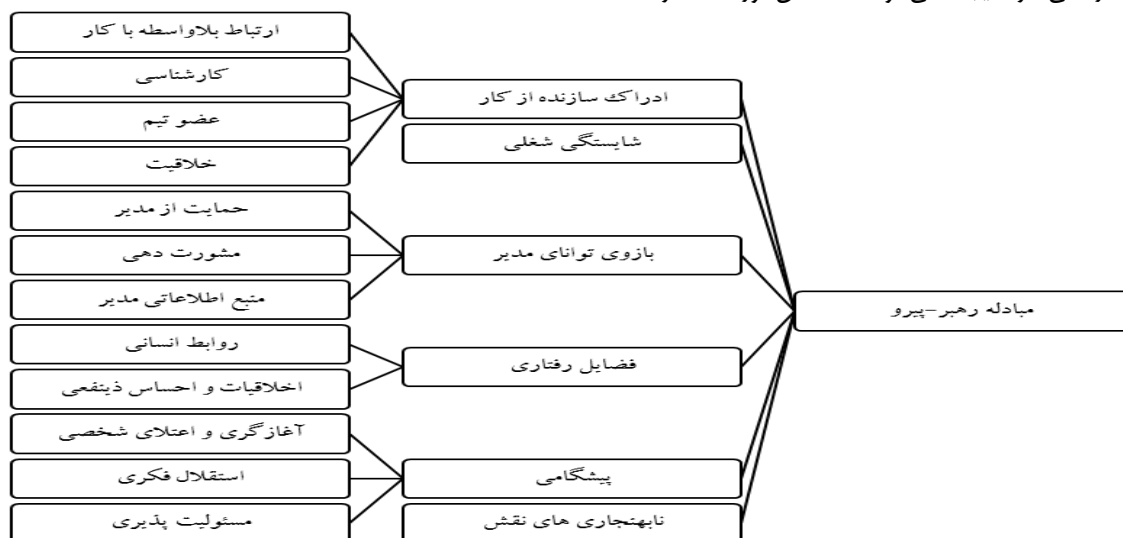 مبادله رهبر-پیرو
ادراک سازنده از کار
ارتباط بلاواسطه با کار
کارشناسی
عضو تیم
خلاقیت
شایستگی شغلی
بازوی توانای مدیر
حمایت از مدیر
مشورت دهی
منبع اطلاعاتی مدیر
فضایل رفتاری
روابط انسانی
اخلاقیات و احساس ذینفعی
پیشگامی
آغازگری و اعتلای شخصی
استقلال فکری
مسئولیت پذیری
نابهنجاری های نقش